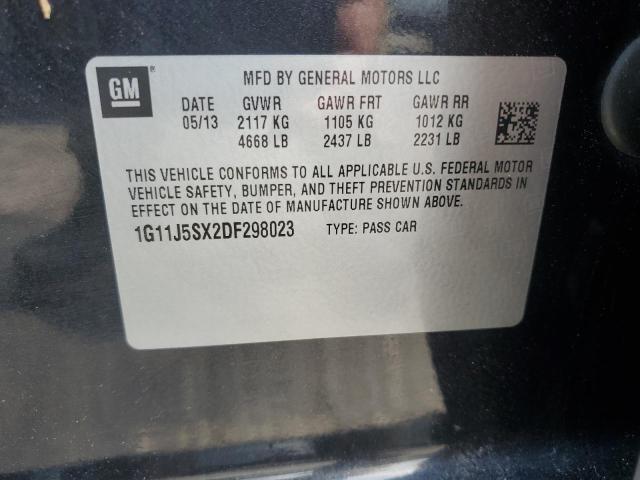 GM
MFD BY GENERAL MOTORS LLC
DATE GVWR GAWR FRT GAWR RR
05/13 2117 KG 1105 KG 1012 KG
4668 LB 2437 LB 2231 LB
THIS VEHICLE CONFORMS TO ALL APPLICABLE U.S. FEDERAL MOTOR
VEHICLE SAFETY, BUMPER, AND THEFT PREVENTION STANDARDS IN
EFFECT ON THE DATE OF MANUFACTURE SHOWN ABOVE.
1G11J5SX2DF298023 TYPE: PASS CAR